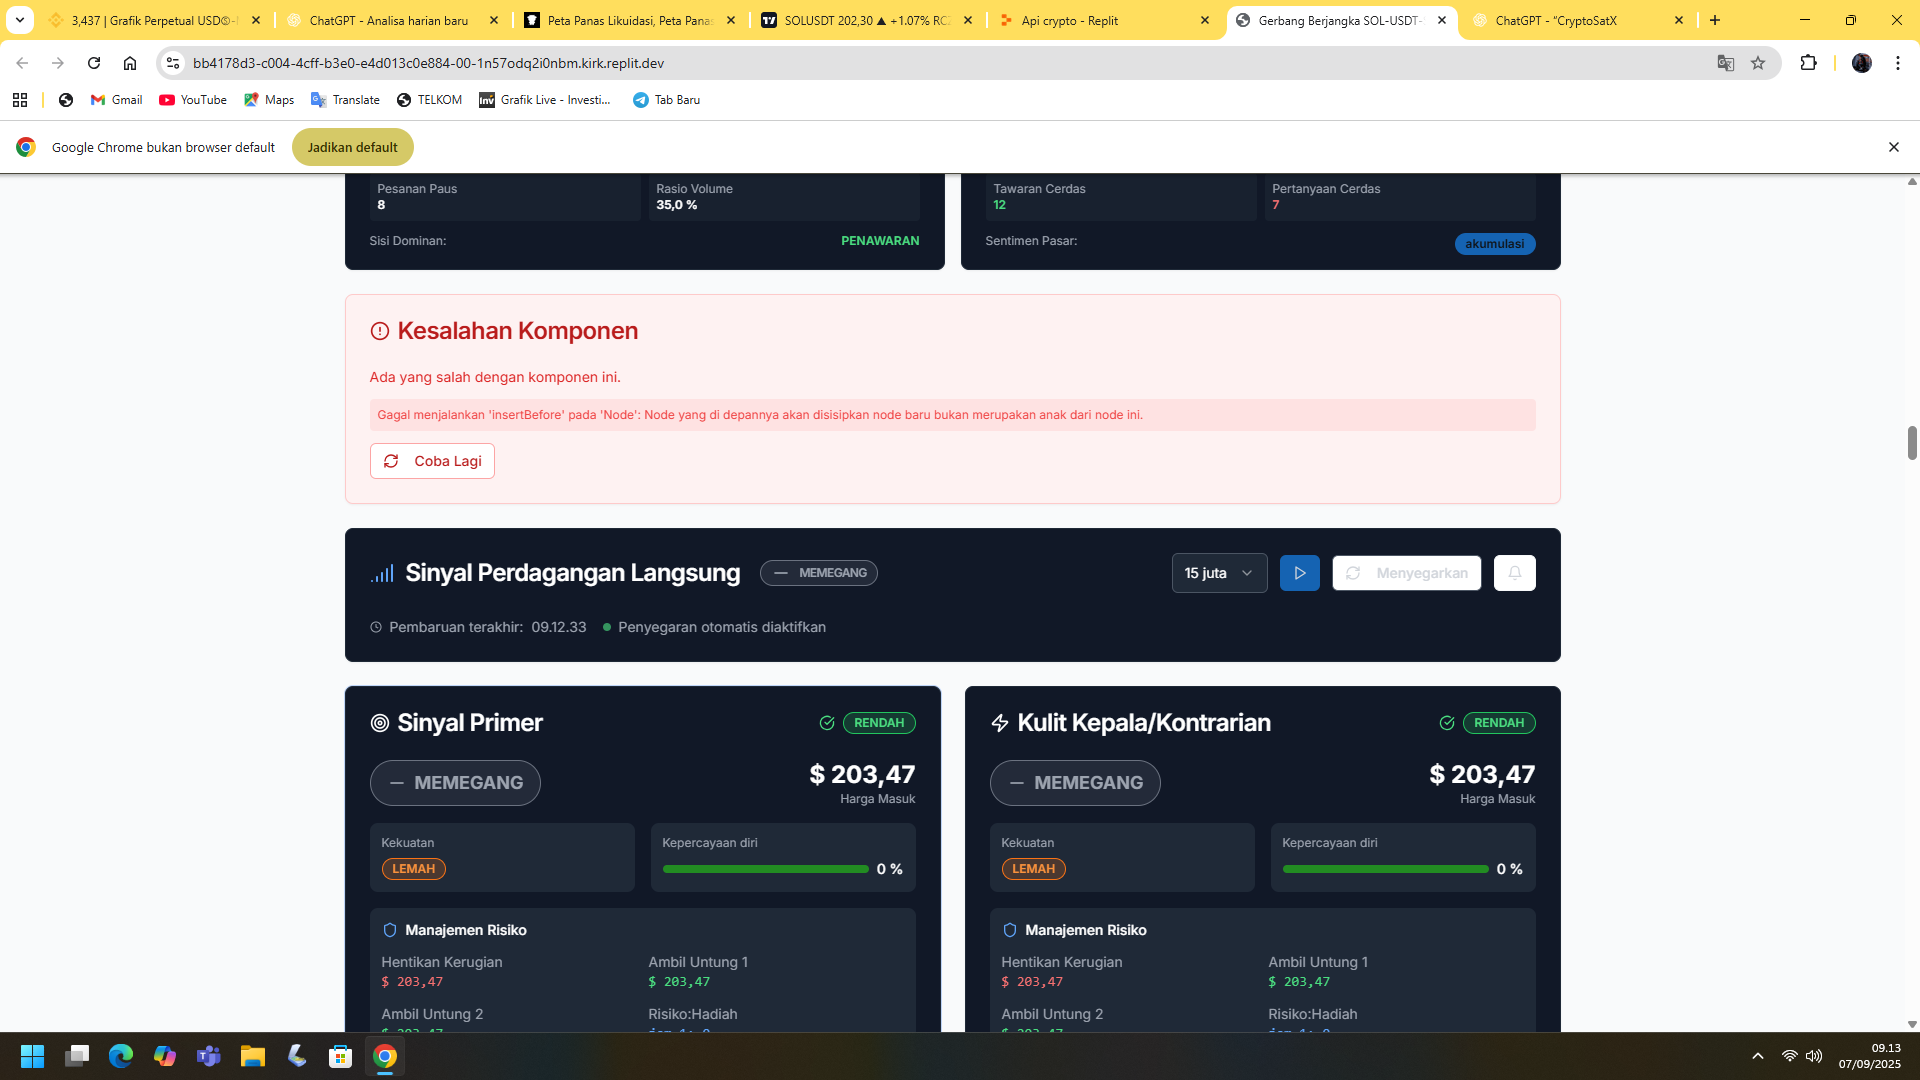 3,437 | Grafik Perpetual USDⓈ-
ChatGPT - Analisa harian baru
Peta Panas Likuidasi, Peta Panas
SOLUSDT 202,30 ▲ +1.07% RC
Api crypto - Replit
Gerbang Berjangka SOL-USDT-
ChatGPT - "CryptoSatX
bb4178d3-c004-4cff-b3e0-e4d013c0e884-00-1n57odq2i0nbm.kirk.replit.dev
Gmail
YouTube
Maps
Translate
TELKOM
Inv
Grafik Live - Investi...
Tab Baru
Google Chrome bukan browser default
Jadikan default
Pesanan Paus
8
Rasio Volume
35,0 %
Sisi Dominan:
PENAWARAN
Tawaran Cerdas
12
Pertanyaan Cerdas
7
Sentimen Pasar:
akumulasi
Kesalahan Komponen
Ada yang salah dengan komponen ini.
Gagal menjalankan 'insertBefore' pada 'Node': Node yang di depannya akan disisipkan node baru bukan merupakan anak dari node ini.
Coba Lagi
Sinyal Perdagangan Langsung
— MEMEGANG
15 juta
Menyegarkan
Pembaruan terakhir: 09.12.33
Penyegaran otomatis diaktifkan
Sinyal Primer
RENDAH
— MEMEGANG
$ 203,47
Harga Masuk
Kekuatan
LEMAH
Kepercayaan diri
0 %
Manajemen Risiko
Hentikan Kerugian
$ 203,47
Ambil Untung 1
$ 203,47
Ambil Untung 2
Risiko:Hadiah
Kulit Kepala/Kontrarian
RENDAH
— MEMEGANG
$ 203,47
Harga Masuk
Kekuatan
LEMAH
Kepercayaan diri
0 %
Manajemen Risiko
Hentikan Kerugian
$ 203,47
Ambil Untung 1
$ 203,47
Ambil Untung 2
Risiko:Hadiah
09.13
07/09/2025